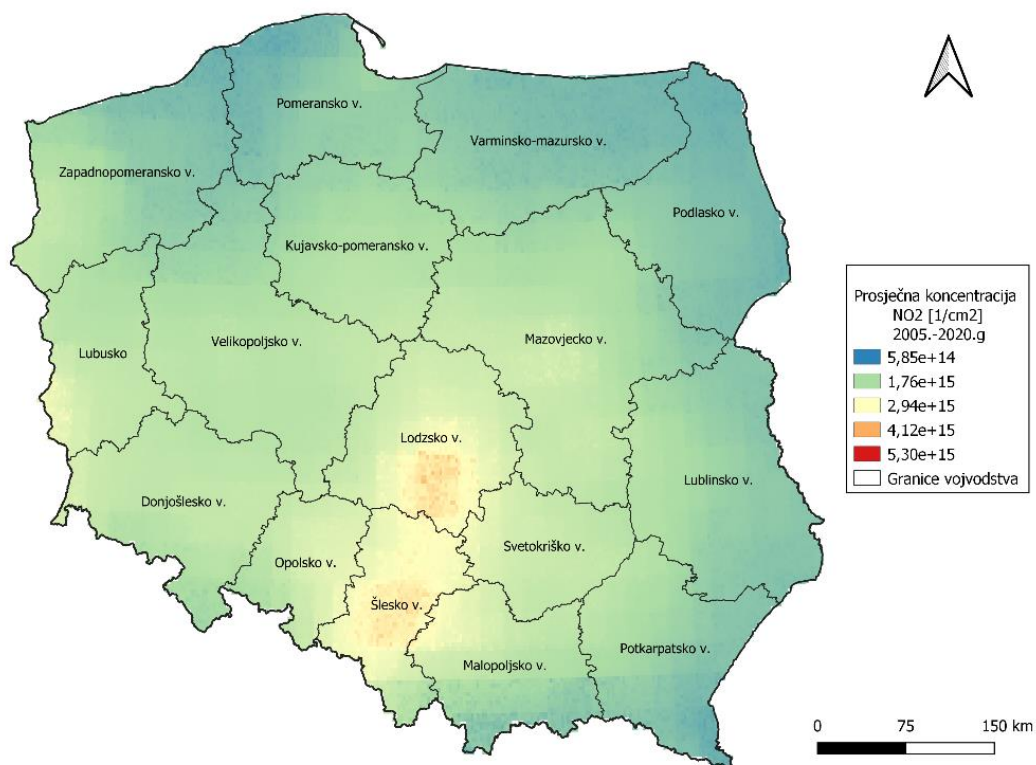 Pomeransko v.
Varminsko-mazursko v.
Zapadnopomeransko v.
Podlasko v.
Kujavsko-pomeransko v.
Prosječna koncentracija
NO2 [1/cm2]
2005.-2020.g
5,85e+14
1,76e+15
2,94e+15
4,12e+15
5,30e+15
Granice vojvodstva
Lubusko
Velikopoljsko v.
Mazovjecko v.
Lodzsko v.
Donjošlesko v.
Lublinsko v.
Opolsko v.
Svetokriško v.
Šlesko v.
Malopoljsko v.
Potkarpatsko v.
0 75 150 km